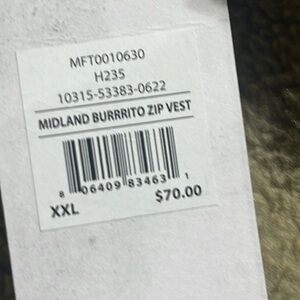 MFT0010630
H235
10315-53383-0622
MIDLAND BURRRITO ZIP VEST
8 06409 83463 1
XXL $70.00